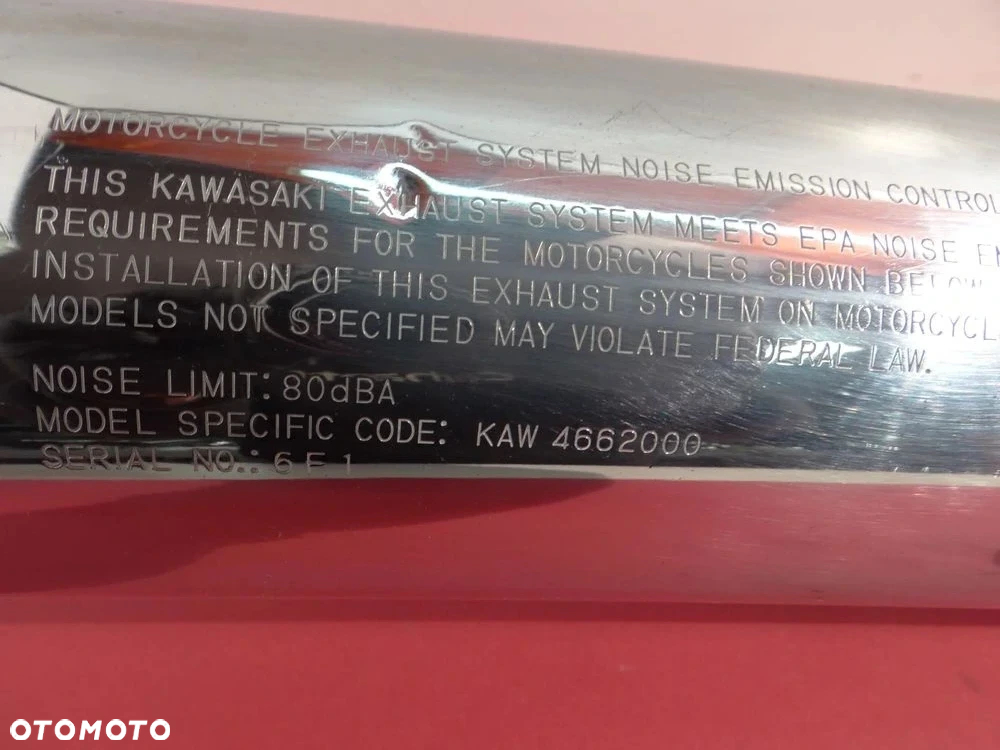 MOTORCYCLE EXHAUST SYSTEM NOISE EMISSION CONTROL
THIS KAWASAKI EXHAUST SYSTEM MEETS EPA NOISE
REQUIREMENTS FOR THE MOTORCYCLES SHOWN BELOW.
INSTALLATION OF THIS EXHAUST SYSTEM ON
MODELS NOT SPECIFIED MAY VIOLATE FEDERAL LAW.
NOISE LIMIT: 80dBA
MODEL SPECIFIC CODE: KAW 4662000
SERIAL NO.: 6 F 1
OTOMOTO